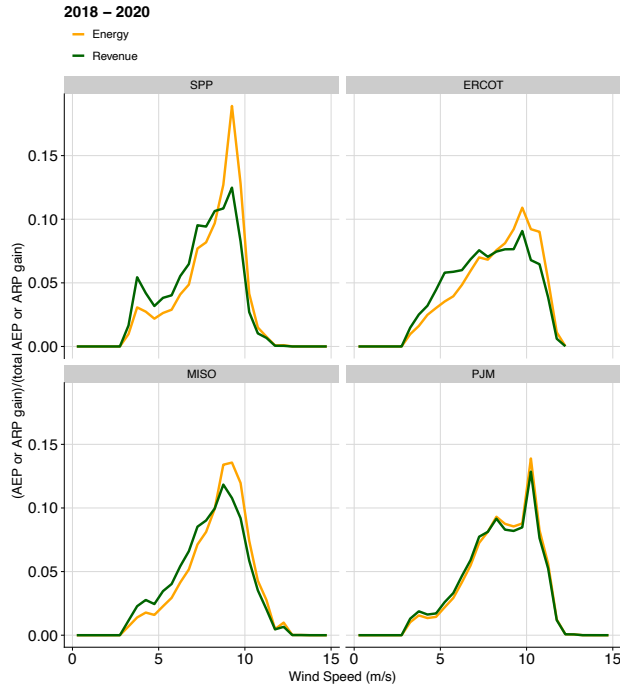 2018 – 2020
Energy
Revenue
SPP
ERCOT
0.15
0.10
0.05
0.00
MISO
PJM
0.15
0.10
0.05
0.00
0 5 10 15 0 5 10 15
Wind Speed (m/s)
(AEP or ARP gain)/(total AEP or ARP gain)